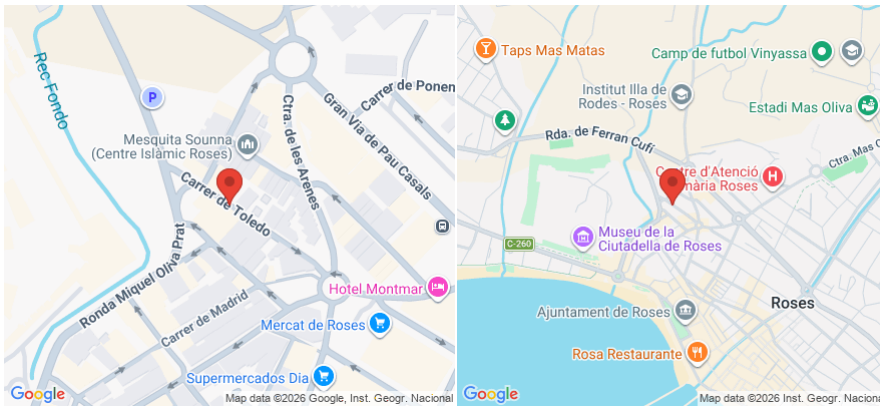 Rec Fondo
P
Carrer de Ponen
Ctra. de les Arenes
Gran Via de Pau Casals
Mesquita Sounna
(Centre Islàmic Roses)
Carrer de Toledo
Ronda Miquel Oliva Prat
Hotel Montmar
Carrer de Madrid
Mercat de Roses
Supermercados Dia
Google
Map data ©2026 Google, Inst. Geogr. Nacional
Taps Mas Matas
Camp de futbol Vinyassa
Institut Illa de
Rodes - Roses
Estadi Mas Oliva
Rda. de Ferran Cufí
Ctra. Mas O
H
Roses
Museu de la
Ciutadella de Roses
C-260
Ajuntament de Roses
Roses
Rosa Restaurante
Google
Map data ©2026 Google, Inst. Geogr. Naciona